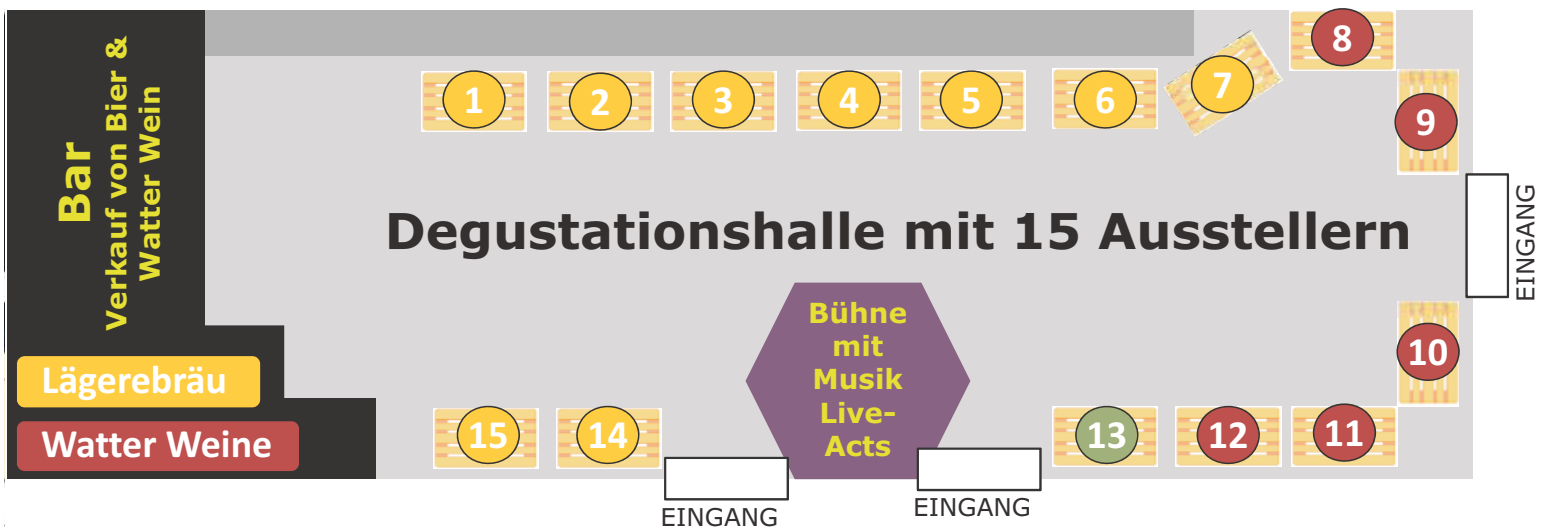 Bar
Verkauf von Bier &
Watter Wein
1
2
3
4
5
6
7
8
9
Degustationshalle mit 15 Ausstellern
EINGANG
Bühne
mit
Musik
Live-
Acts
10
Lägerebräu
Watter Weine
15
14
13
12
11
EINGANG
EINGANG